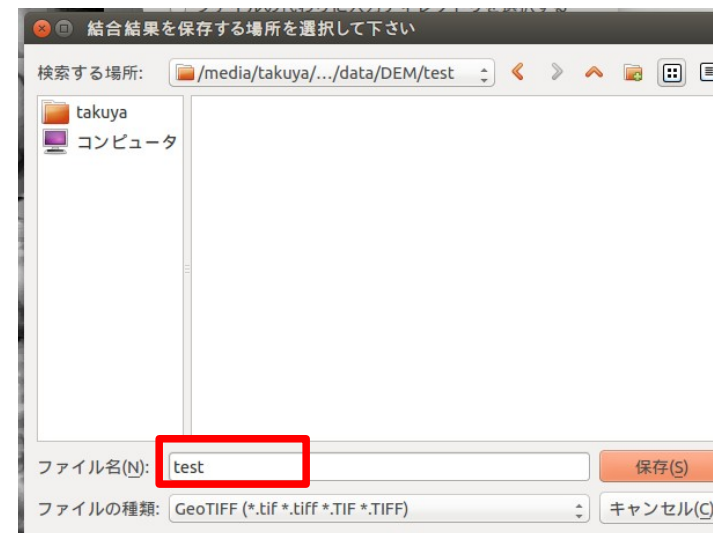 結合結果を保存する場所を選択して下さい
検索する場所: /media/takuya/.../data/DEM/test
takuya
コンピュータ
ファイル名(N): test 保存(S)
ファイルの種類: GeoTIFF (*.tif *.tiff *.TIF *.TIFF) キャンセル(C)